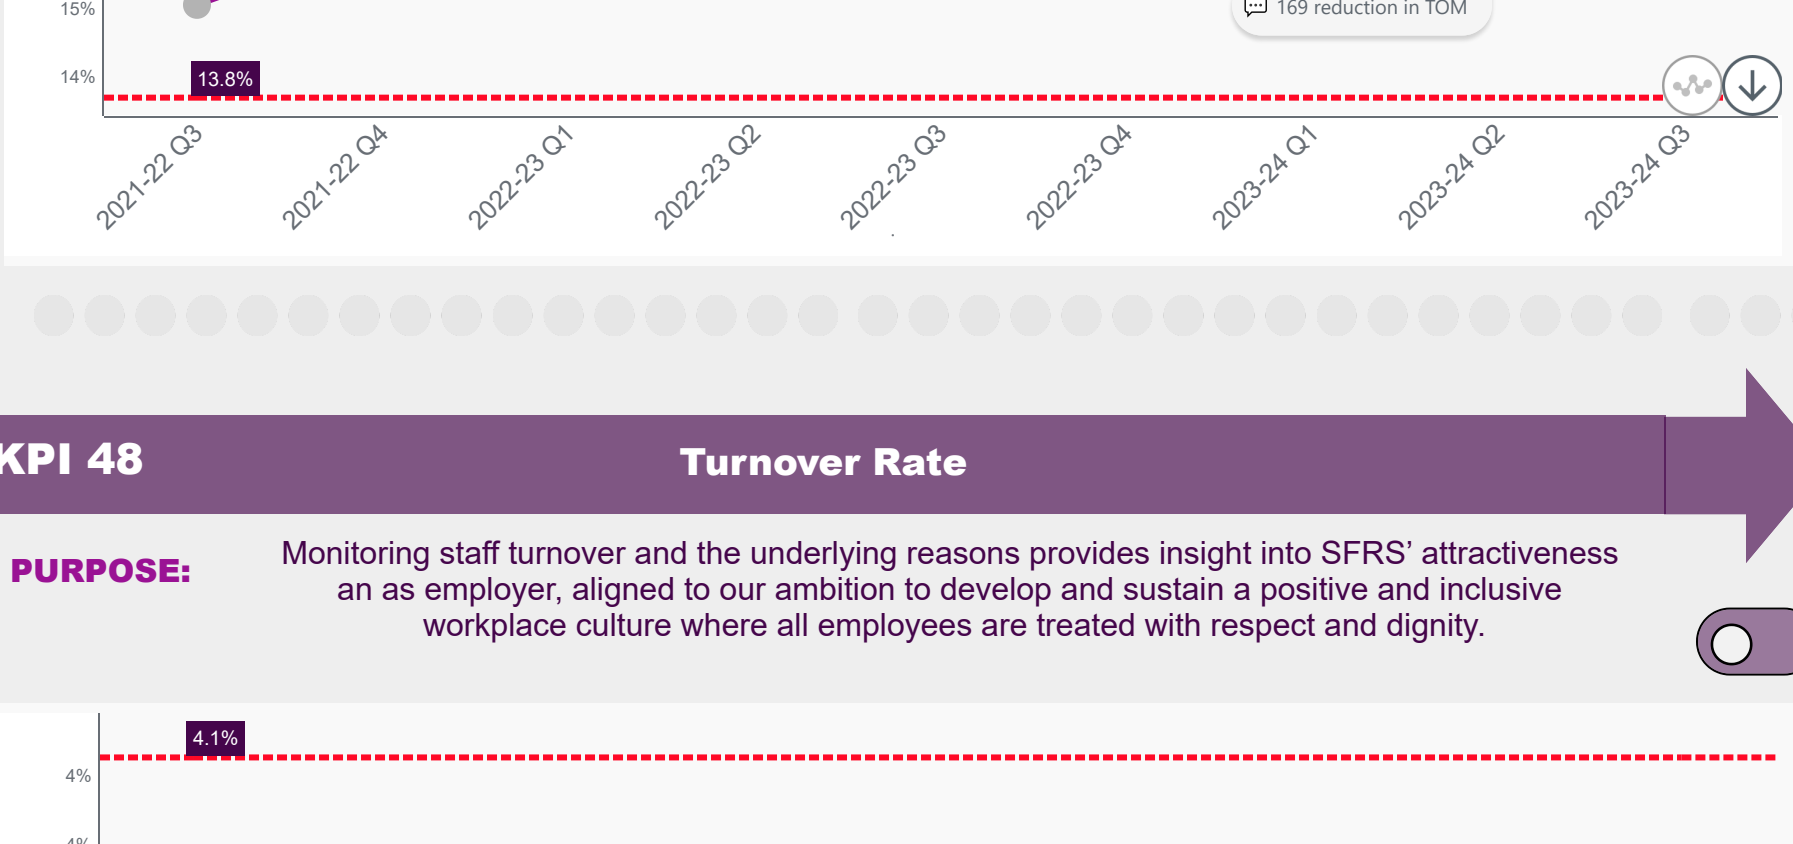 15%
169 reduction in TOM
14%
13.8%
2021-22 Q3
2021-22 Q4
2022-23 Q1
2022-23 Q2
2022-23 Q3
2022-23 Q4
2023-24 Q1
2023-24 Q2
2023-24 Q3
KPI 48
Turnover Rate
PURPOSE:
Monitoring staff turnover and the underlying reasons provides insight into SFRS’ attractiveness
an as employer, aligned to our ambition to develop and sustain a positive and inclusive
workplace culture where all employees are treated with respect and dignity.
4.1%
4%
4%